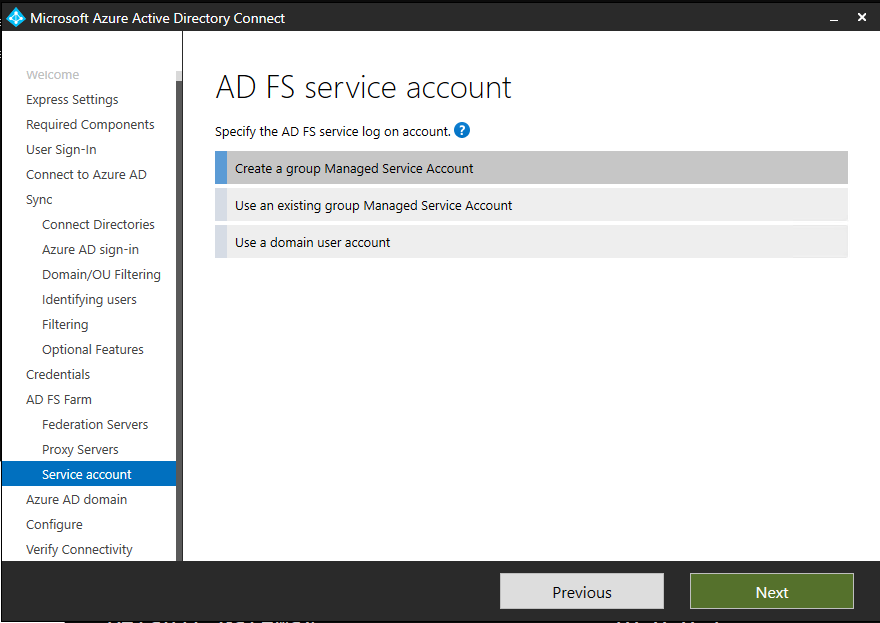 Microsoft Azure Active Directory Connect
Welcome
Express Settings
Required Components
User Sign-In
Connect to Azure AD
Sync
Connect Directories
Azure AD sign-in
Domain/OU Filtering
Identifying users
Filtering
Optional Features
Credentials
AD FS Farm
Federation Servers
Proxy Servers
Service account
Azure AD domain
Configure
Verify Connectivity
AD FS service account
Specify the AD FS service log on account. ?
Create a group Managed Service Account
Use an existing group Managed Service Account
Use a domain user account
Previous
Next